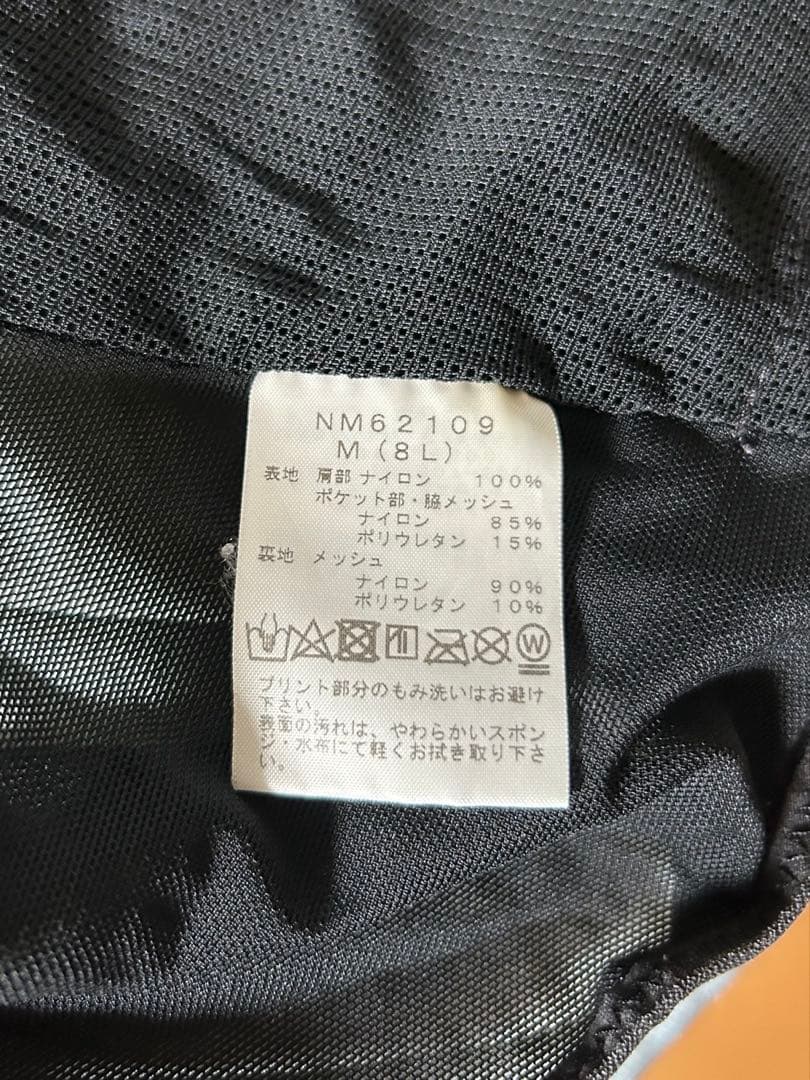 NM62109
M(8L)
表地 肩部 ナイロン 100%
ポケット部・脇メッシュ
ナイロン 85%
ポリウレタン 15%
裏地 メッシュ
ナイロン 90%
ポリウレタン 10%
W
プリント部分のもみ洗いはお避け
下さい。
表面の汚れは、やわらかいスポン
ジ・水布にて軽くお拭き取り下さ
い。